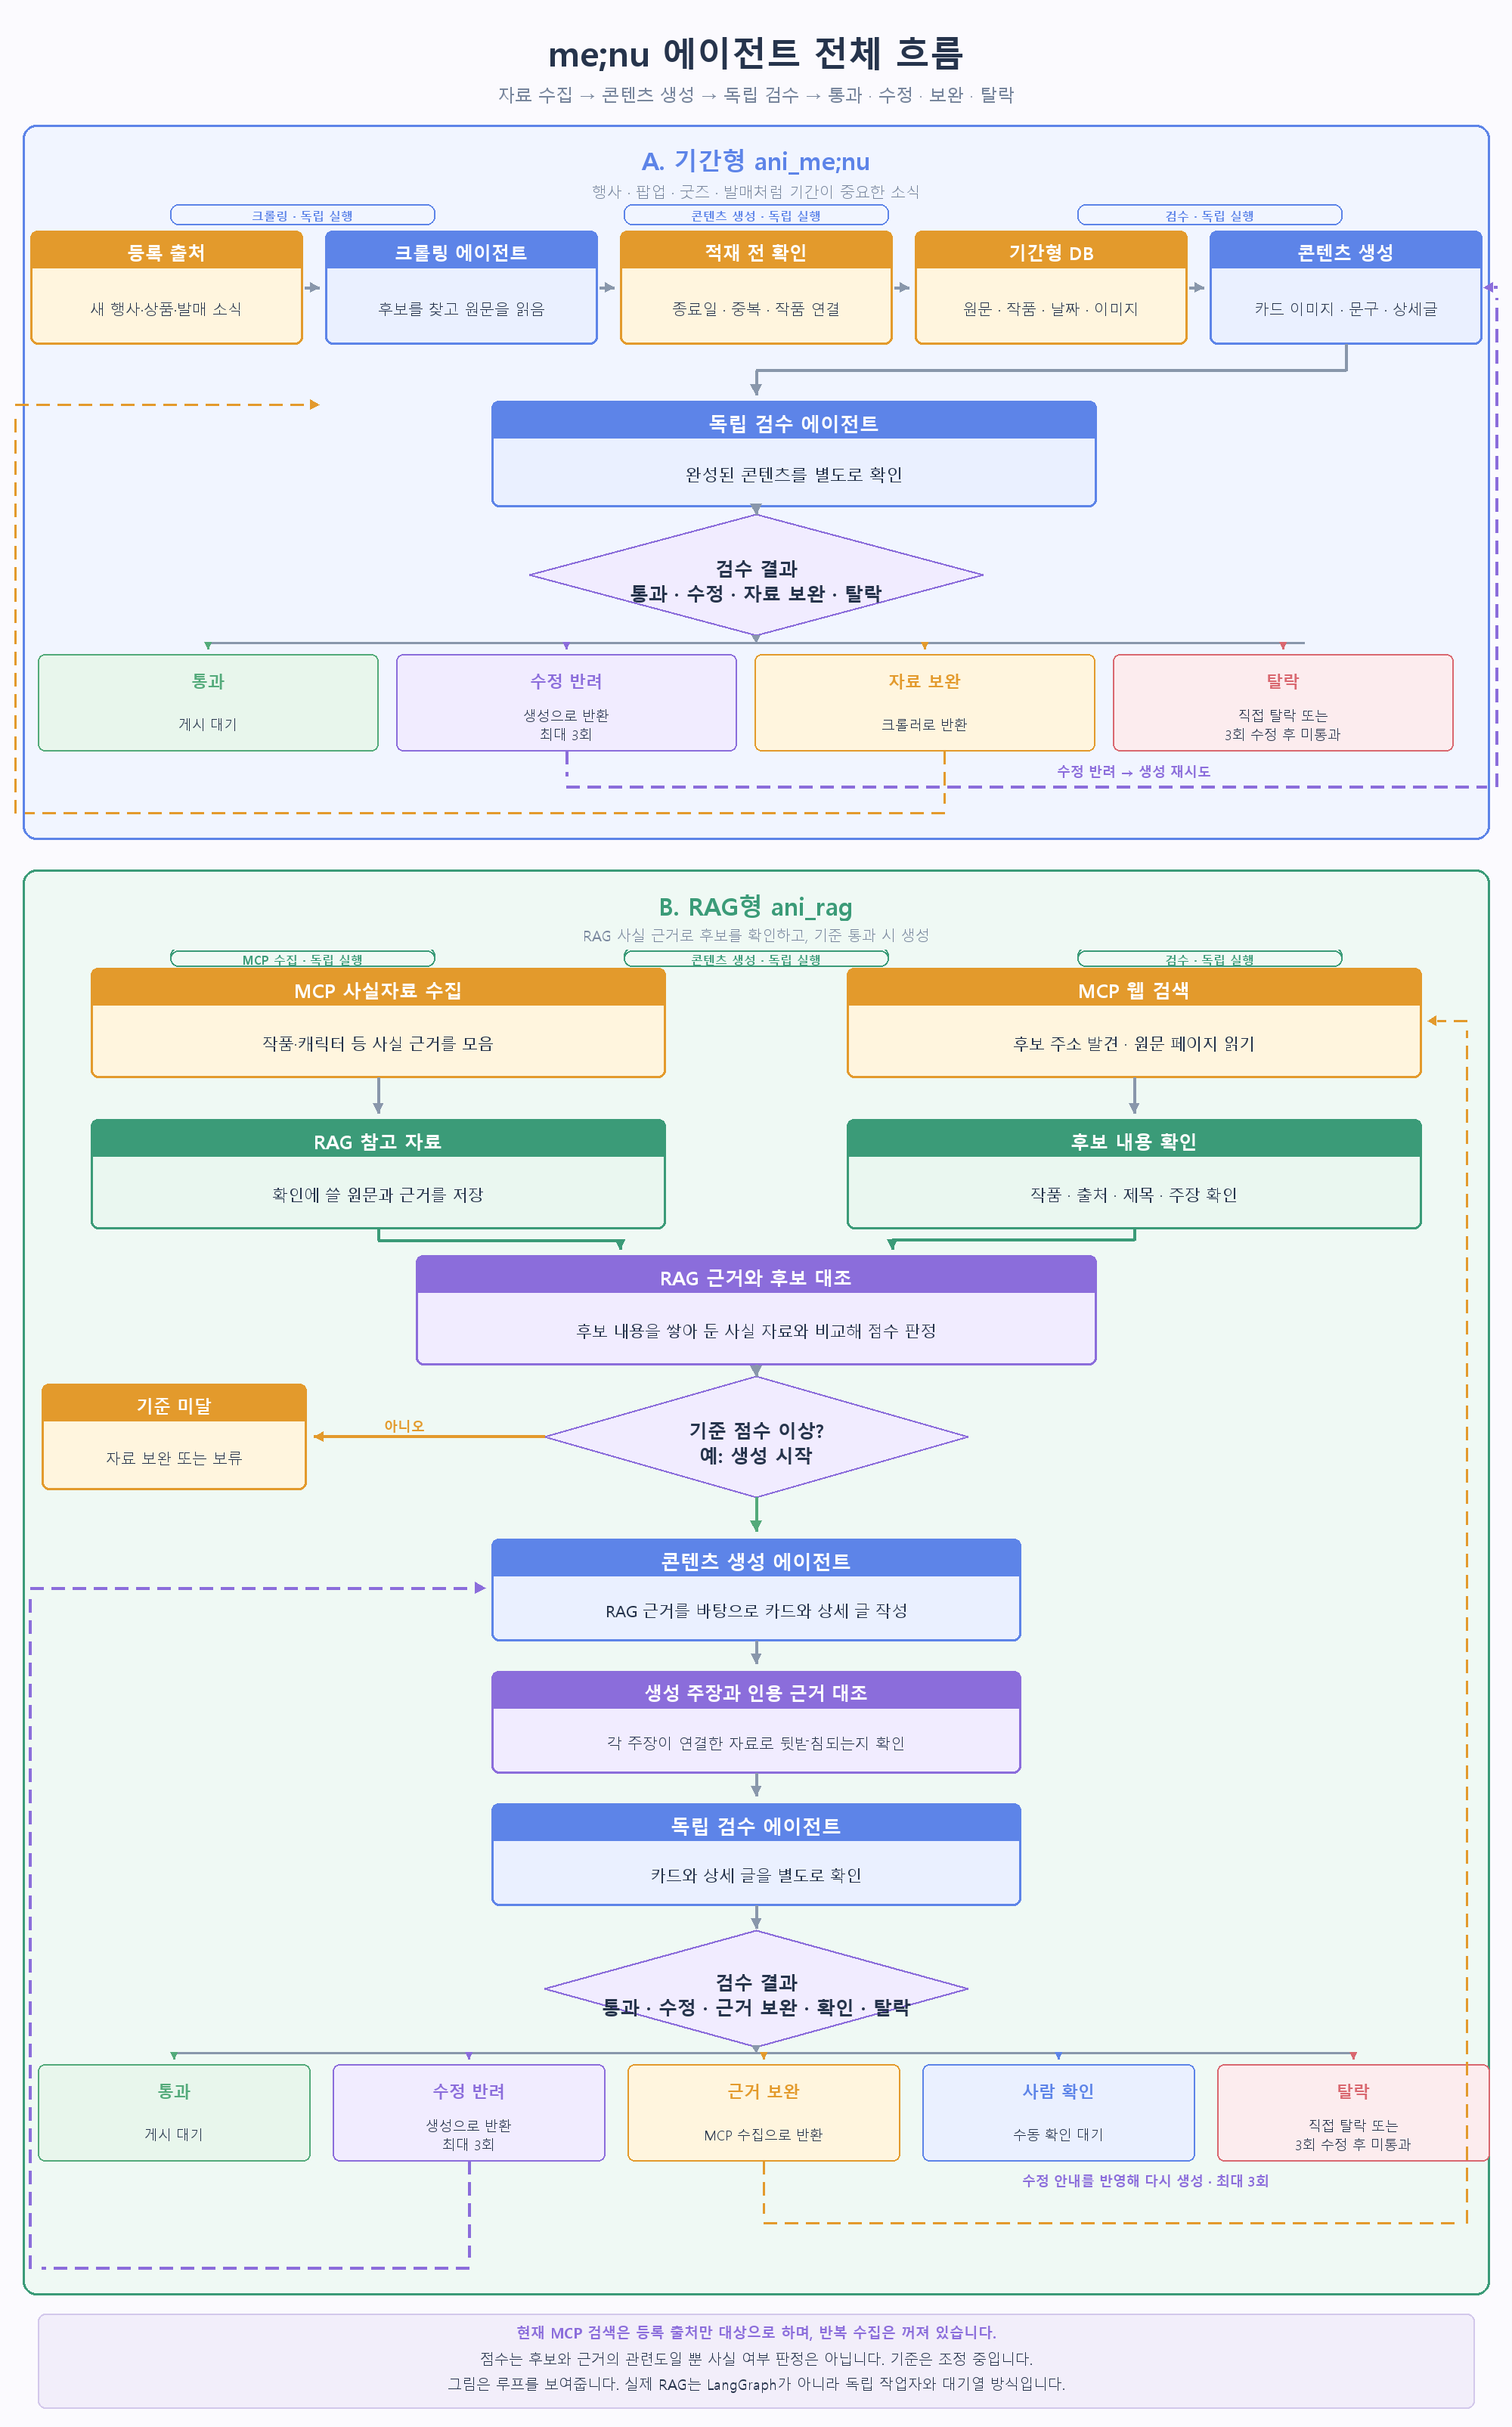 me;nu 에이전트 전체 흐름
자료 수집 → 콘텐츠 생성 → 독립 검수 → 통과 · 수정 · 보완 · 탈락
A. 기간형 ani_me;nu
행사 · 팝업 · 굿즈 · 발매처럼 기간이 중요한 소식
크롤링 · 독립 실행
콘텐츠 생성 · 독립 실행
검수 · 독립 실행
등록 출처
새 행사·상품·발매 소식
크롤링 에이전트
후보를 찾고 원문을 읽음
적재 전 확인
종료일 · 중복 · 작품 연결
기간형 DB
원문 · 작품 · 날짜 · 이미지
콘텐츠 생성
카드 이미지 · 문구 · 상세글
독립 검수 에이전트
완성된 콘텐츠를 별도로 확인
검수 결과
통과 · 수정 · 자료 보완 · 탈락
통과
게시 대기
수정 반려
생성으로 반환
최대 3회
자료 보완
크롤러로 반환
탈락
직접 탈락 또는
3회 수정 후 미통과
수정 반려 → 생성 재시도
B. RAG형 ani_rag
RAG 사실 근거로 후보를 확인하고, 기준 통과 시 생성
MCP 수집 · 독립 실행
콘텐츠 생성 · 독립 실행
검수 · 독립 실행
MCP 사실자료 수집
작품·캐릭터 등 사실 근거를 모음
MCP 웹 검색
후보 주소 발견 · 원문 페이지 읽기
RAG 참고 자료
확인에 쓸 원문과 근거를 저장
후보 내용 확인
작품 · 출처 · 제목 · 주장 확인
RAG 근거와 후보 대조
후보 내용을 쌓아 둔 사실 자료와 비교해 점수 판정
기준 미달
자료 보완 또는 보류
아니오
기준 점수 이상?
예: 생성 시작
콘텐츠 생성 에이전트
RAG 근거를 바탕으로 카드와 상세 글 작성
생성 주장과 인용 근거 대조
각 주장이 연결한 자료로 뒷받침되는지 확인
독립 검수 에이전트
카드와 상세 글을 별도로 확인
검수 결과
통과 · 수정 · 근거 보완 · 확인 · 탈락
통과
게시 대기
수정 반려
생성으로 반환
최대 3회
근거 보완
MCP 수집으로 반환
사람 확인
수동 확인 대기
탈락
직접 탈락 또는
3회 수정 후 미통과
수정 안내를 반영해 다시 생성 · 최대 3회
현재 MCP 검색은 등록 출처만 대상으로 하며, 반복 수집은 꺼져 있습니다.
점수는 후보와 근거의 관련도일 뿐 사실 여부 판정은 아닙니다. 기준은 조정 중입니다.
그림은 루프를 보여줍니다. 실제 RAG는 LangGraph가 아니라 독립 작업자와 대기열 방식입니다.